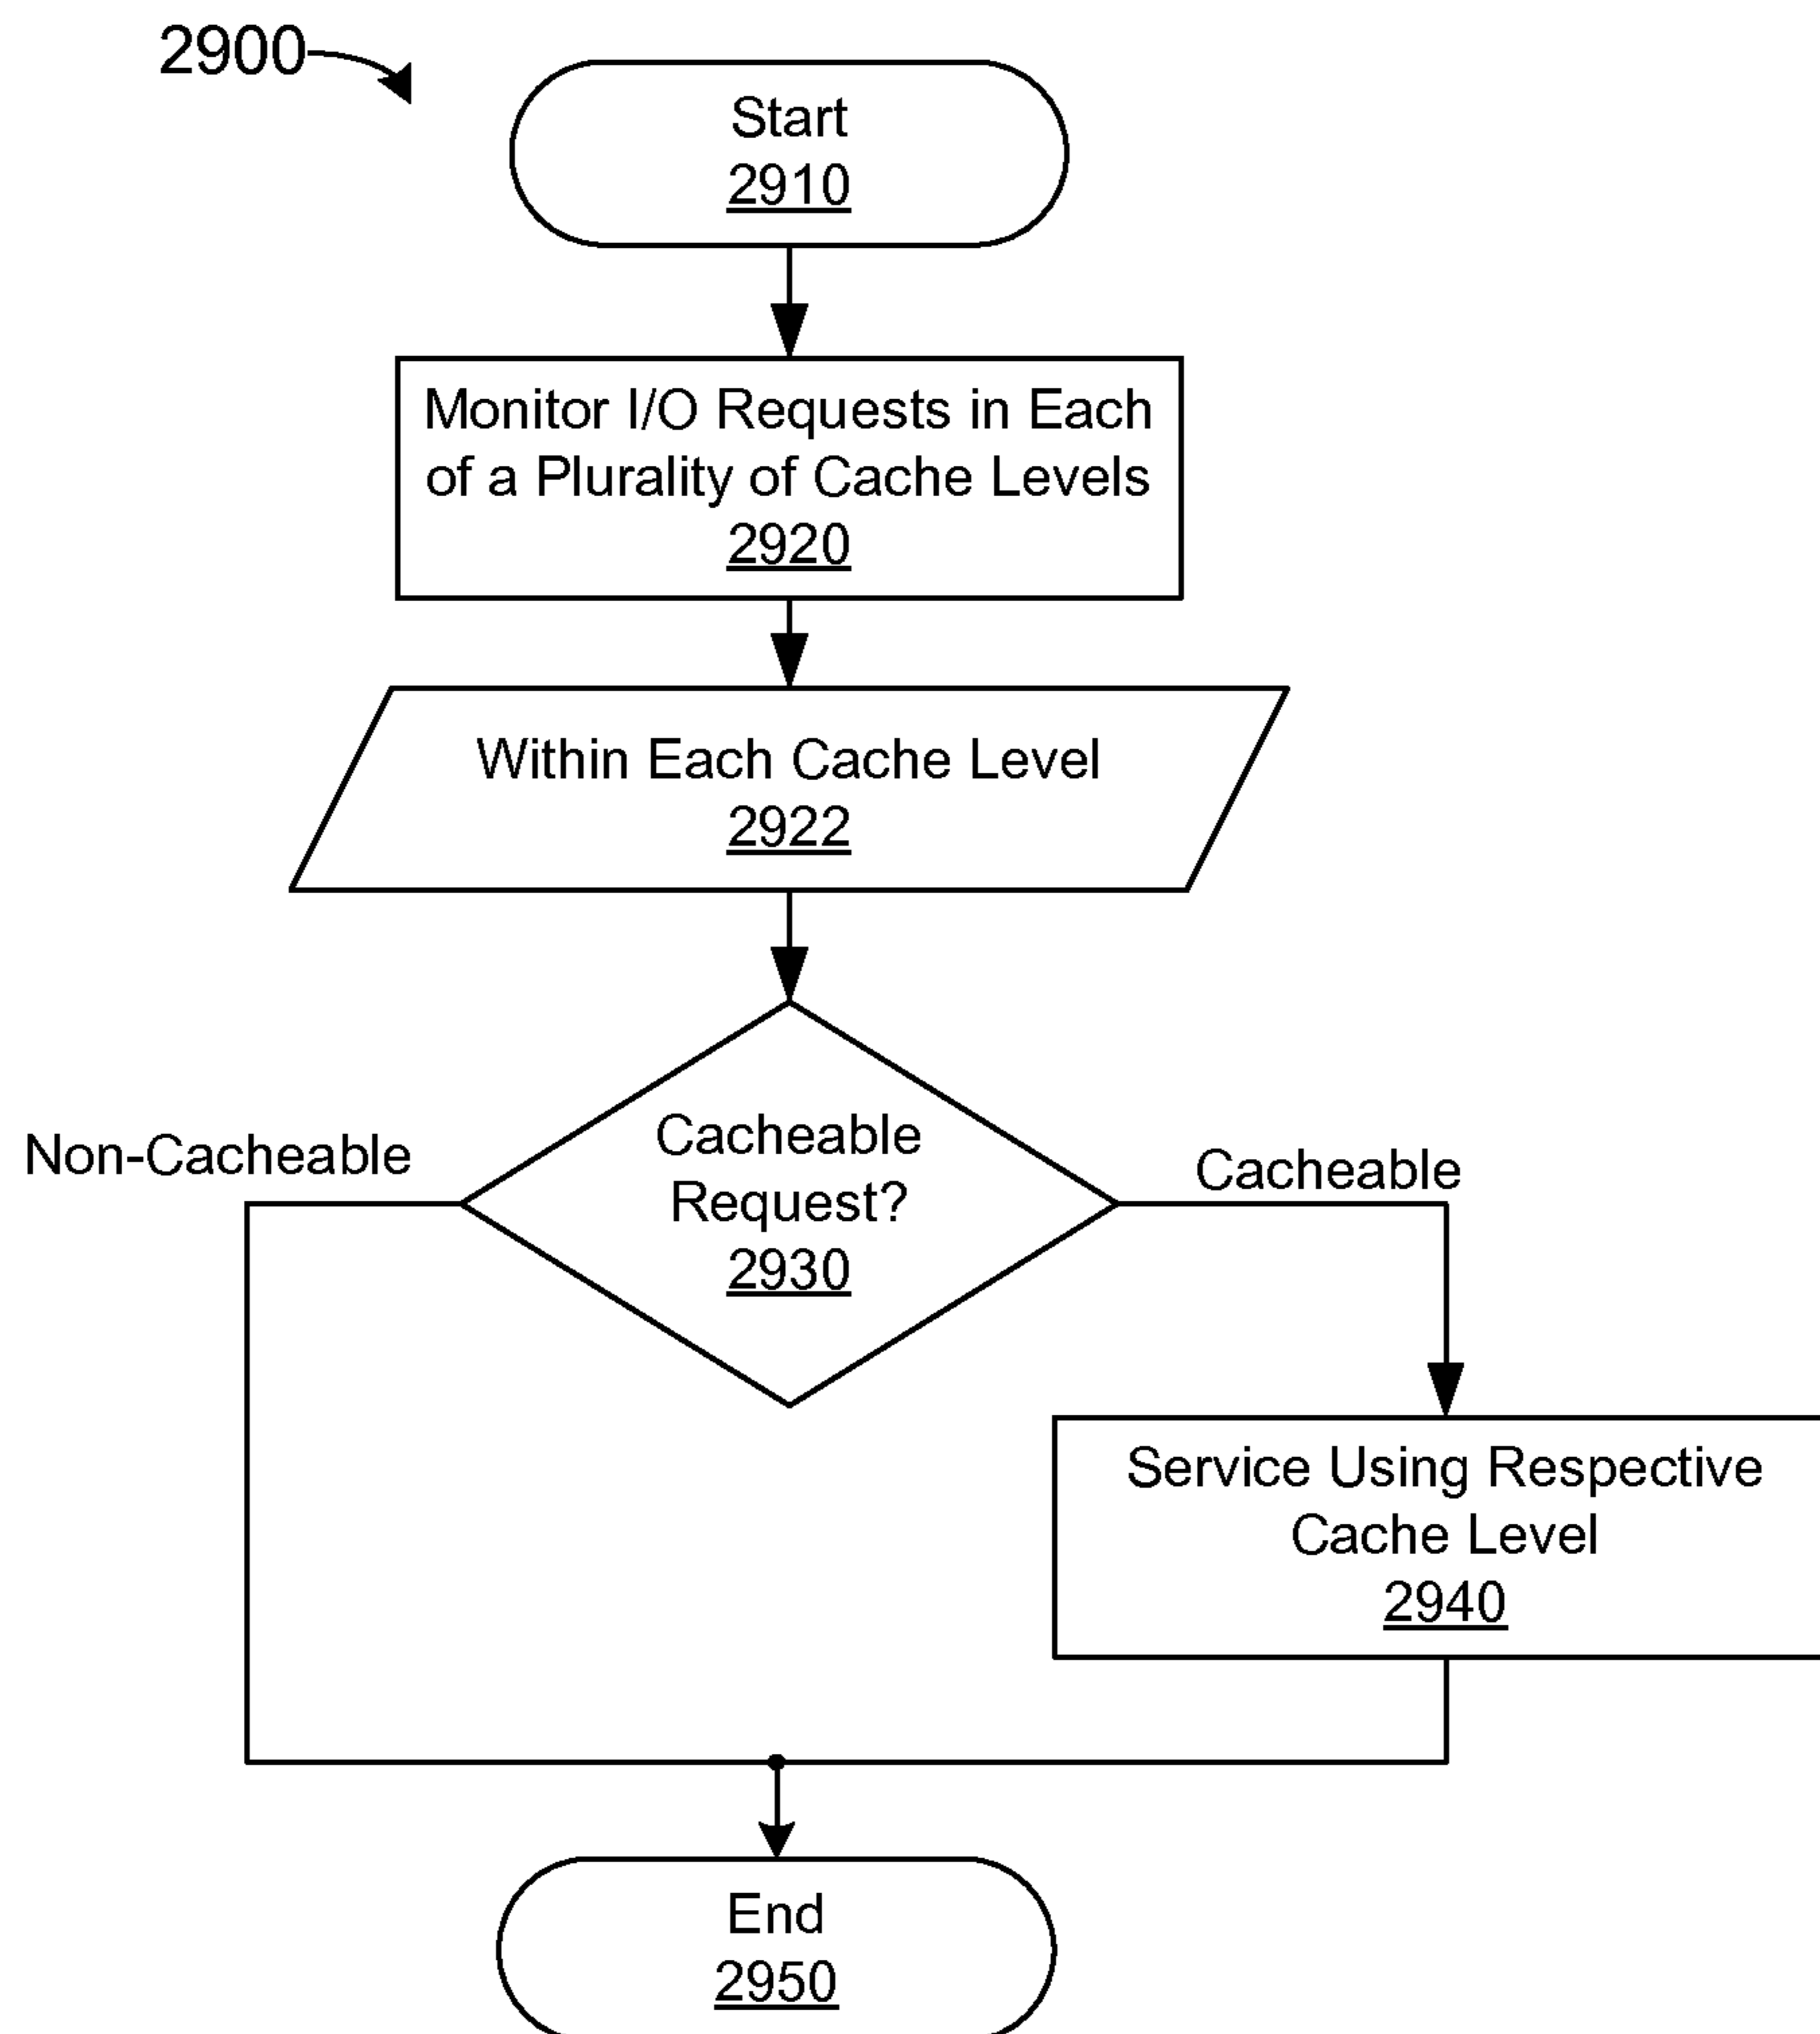 2900
Start
2910
Monitor I/O Requests in Each
of a Plurality of Cache Levels
2920
Within Each Cache Level
2922
Cacheable
Request?
2930
Non-Cacheable
Cacheable
Service Using Respective
Cache Level
2940
End
2950